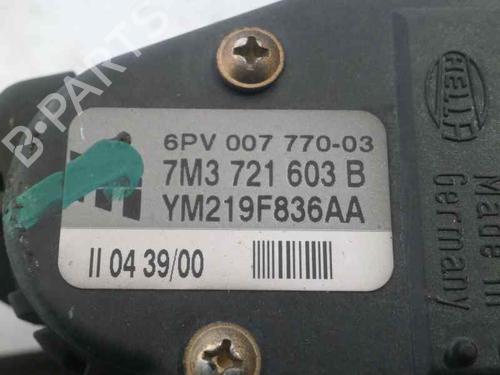 B-PARTS
HELLA
6PV 007 770-03
7M3 721 603 B
YM219F836AA
II 04 39/00
Made in
Germany